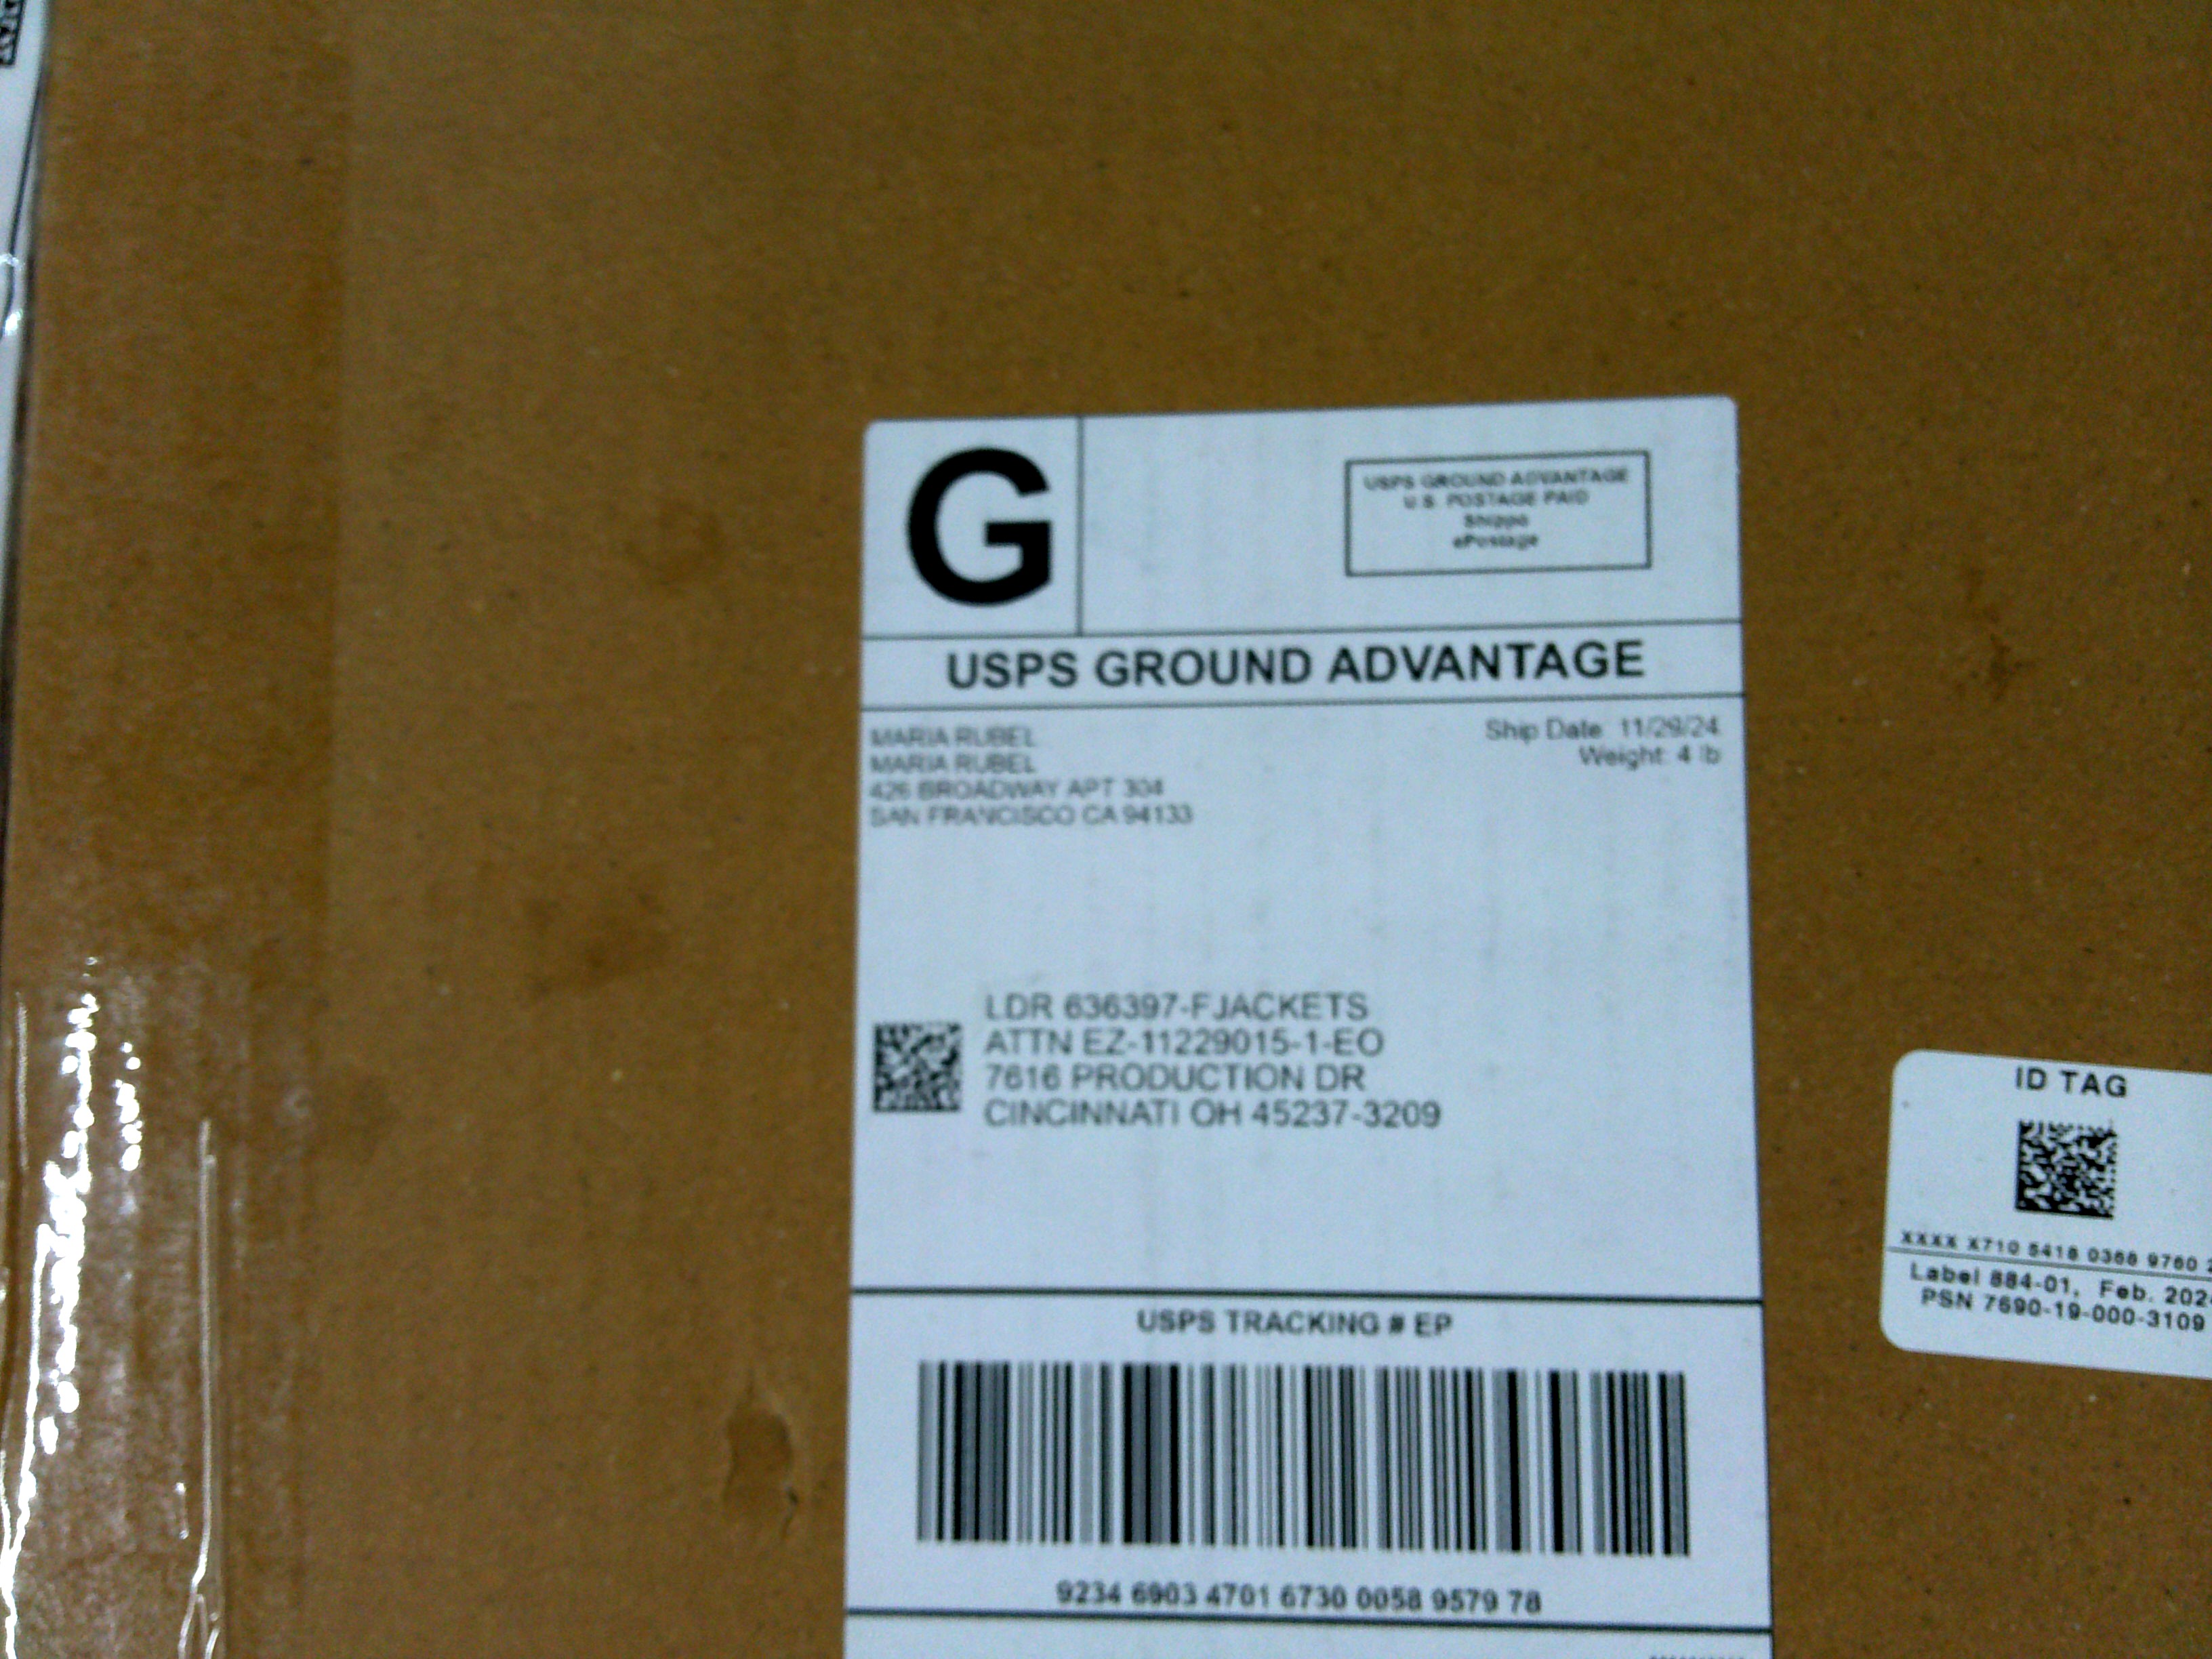 G
USPS GROUND ADVANTAGE
U.S. POSTAGE PAID
Shippo
ePostage
USPS GROUND ADVANTAGE
MARIA RUBEL
MARIA RUBEL
426 BROADWAY APT 304
SAN FRANCISCO CA 94133
Ship Date: 11/29/24
Weight: 4 lb
LDR 636397-FJACKETS
ATTN EZ-11229015-1-EO
7616 PRODUCTION DR
CINCINNATI OH 45237-3209
USPS TRACKING # EP
9234 6903 4701 6730 0058 9579 78
ID TAG
XXXX X710 5418 0368 9760
Label 884-01, Feb. 202
PSN 7690-19-000-3109